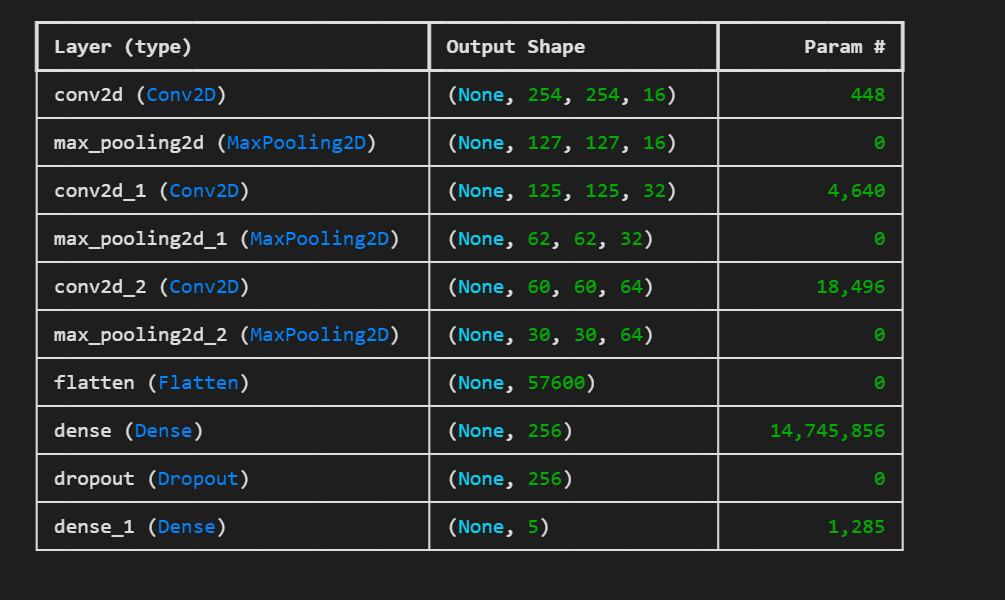 Layer (type) Output Shape Param #
conv2d (Conv2D) (None, 254, 254, 16) 448
max_pooling2d (MaxPooling2D) (None, 127, 127, 16) 0
conv2d_1 (Conv2D) (None, 125, 125, 32) 4,640
max_pooling2d_1 (MaxPooling2D) (None, 62, 62, 32) 0
conv2d_2 (Conv2D) (None, 60, 60, 64) 18,496
max_pooling2d_2 (MaxPooling2D) (None, 30, 30, 64) 0
flatten (Flatten) (None, 57600) 0
dense (Dense) (None, 256) 14,745,856
dropout (Dropout) (None, 256) 0
dense_1 (Dense) (None, 5) 1,285